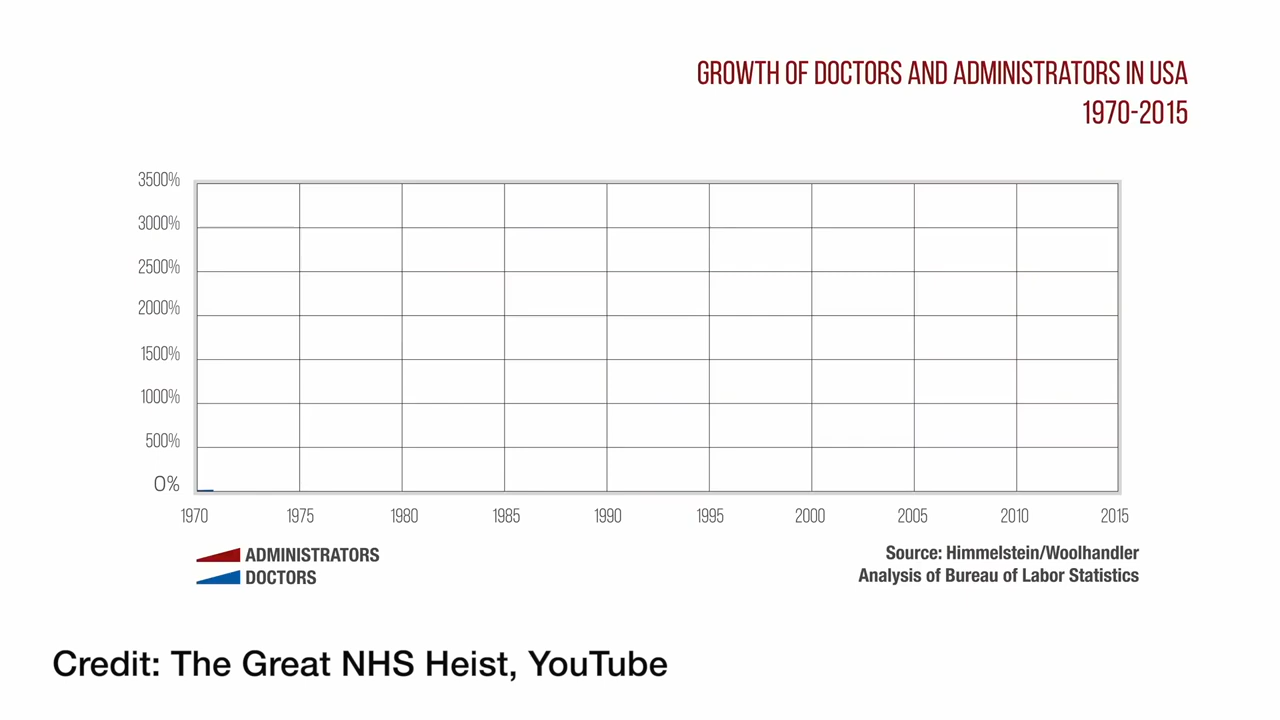 GROWTH OF DOCTORS AND ADMINISTRATORS IN USA
1970-2015
3500%
3000%
2500%
2000%
1500%
1000%
500%
0%
1970 1975 1980 1985 1990 1995 2000 2005 2010 2015
ADMINISTRATORS
DOCTORS
Source: Himmelstein/Woolhandler
Analysis of Bureau of Labor Statistics
Credit: The Great NHS Heist, YouTube